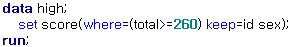 data high;
set score(where=(total>=260) keep=id sex);
run;